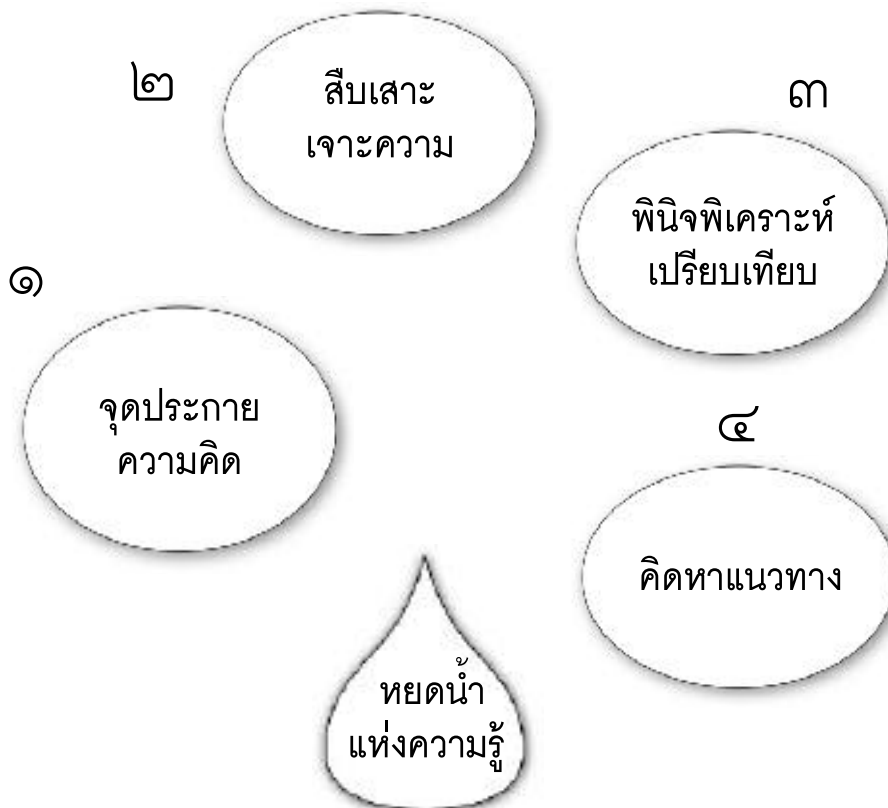 ๑
จุดประกาย
ความคิด
๒
สืบเสาะ
เจาะความ
๓
พินิจพิเคราะห์
เปรียบเทียบ
๔
คิดหาแนวทาง
หยดน้ำ
แห่งความรู้